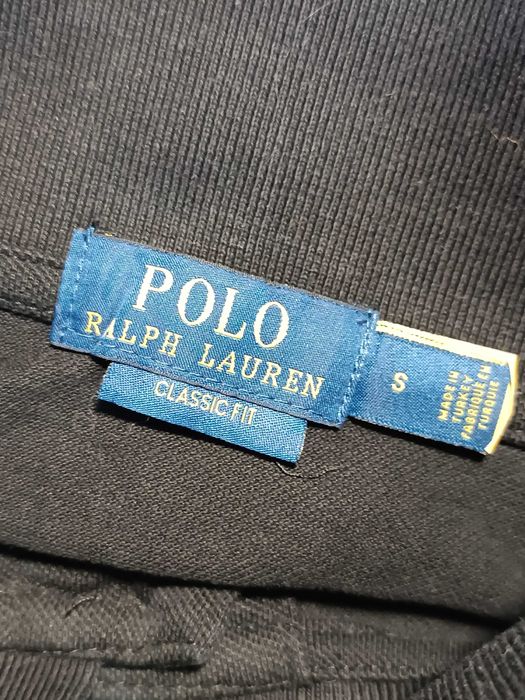 POLO
RALPH LAUREN
CLASSIC FIT
S
MADE IN
TURKEY
FABRIQUE EN
TURQUIE